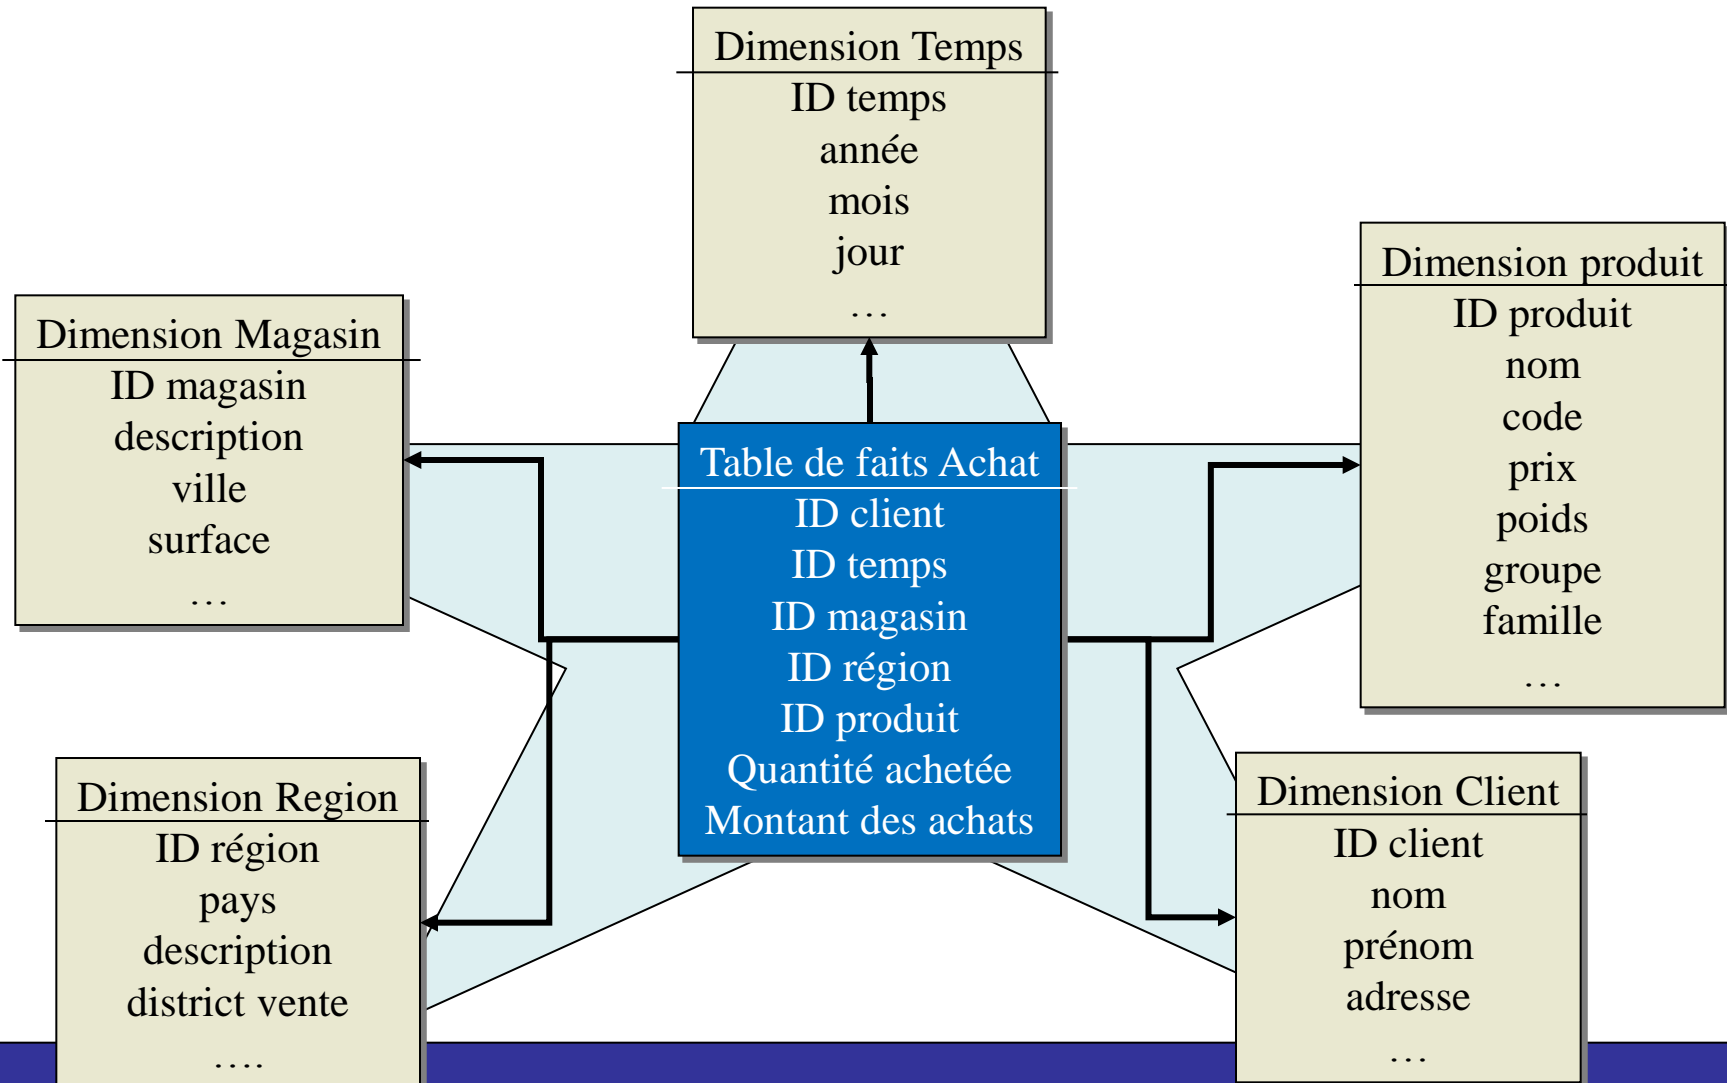 Dimension Temps
ID temps
année
mois
jour
…
Dimension Magasin
ID magasin
description
ville
surface
…
Table de faits Achat
ID client
ID temps
ID magasin
ID région
ID produit
Quantité achetée
Montant des achats
Dimension produit
ID produit
nom
code
prix
poids
groupe
famille
…
Dimension Region
ID région
pays
description
district vente
….
Dimension Client
ID client
nom
prénom
adresse
…